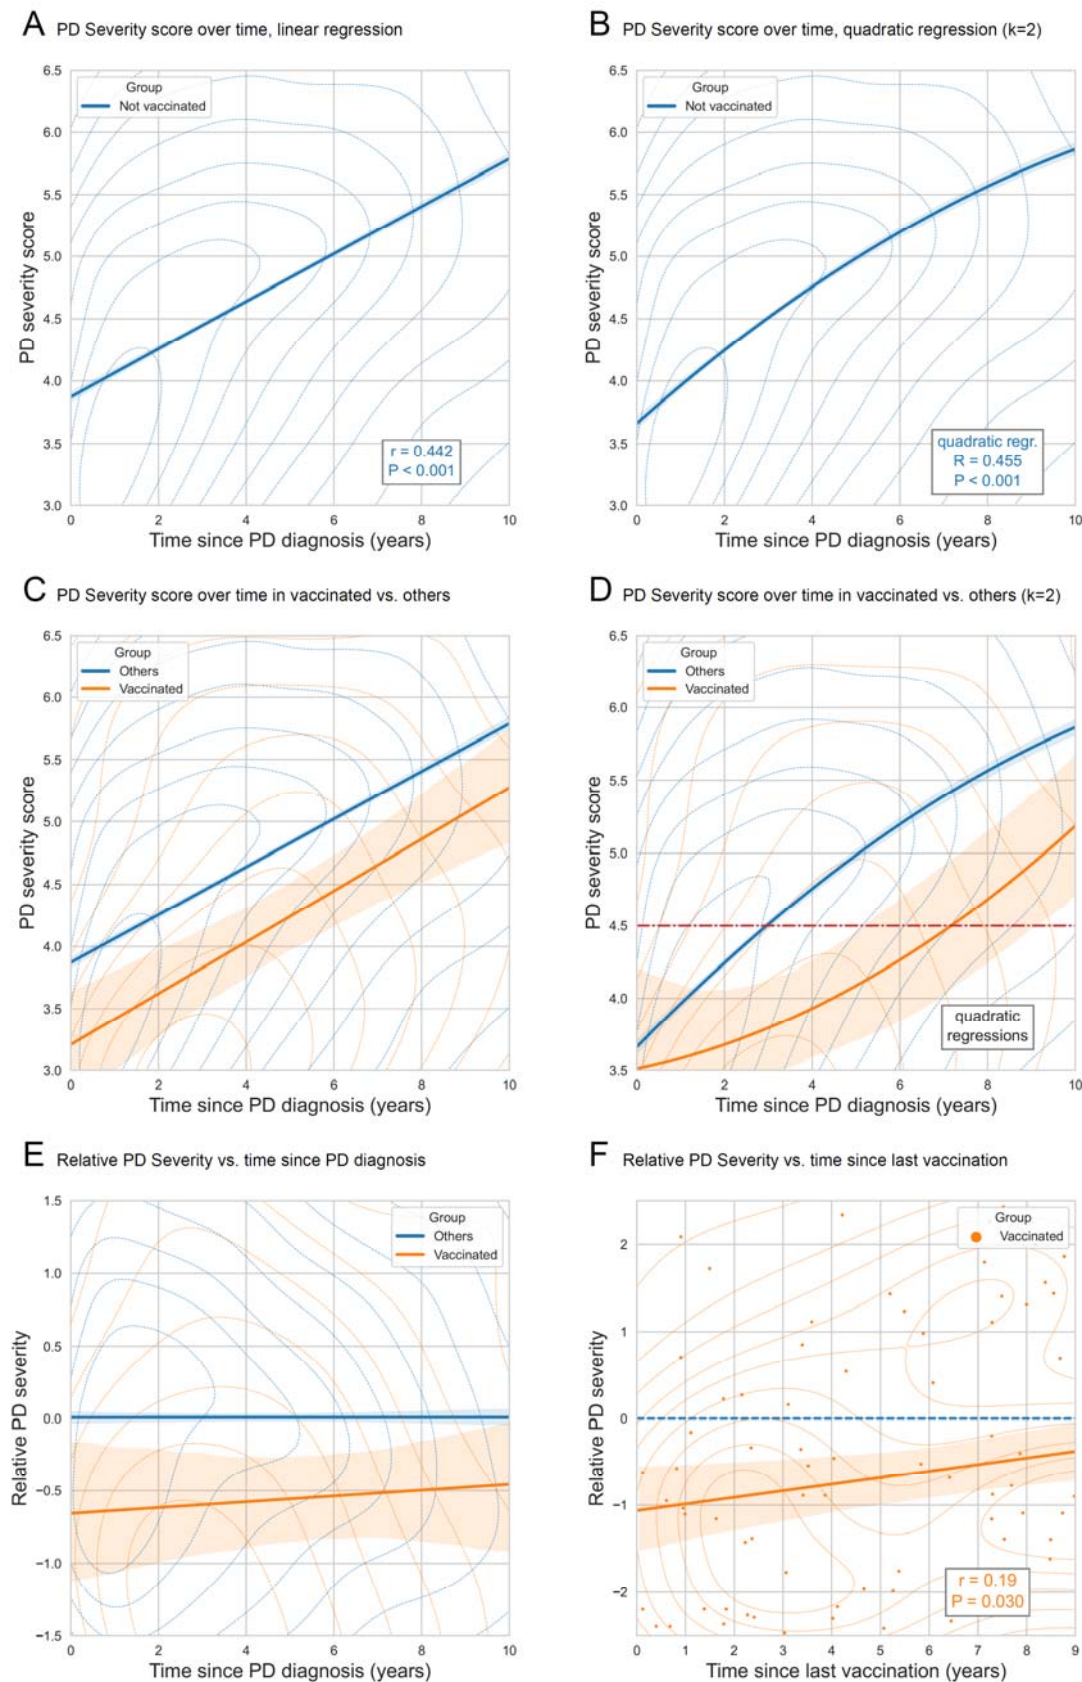 A PD Severity score over time, linear regression
6.5
6.0
5.5
5.0
4.5
4.0
3.5
3.0
PD severity score
Group
Not vaccinated
r = 0.442
P < 0.001
0 2 4 6 8 10
Time since PD diagnosis (years)
B PD Severity score over time, quadratic regression (k=2)
6.5
6.0
5.5
5.0
4.5
4.0
3.5
3.0
PD severity score
Group
Not vaccinated
quadratic regr.
R = 0.455
P < 0.001
0 2 4 6 8 10
Time since PD diagnosis (years)
C PD Severity score over time in vaccinated vs. others
6.5
6.0
5.5
5.0
4.5
4.0
3.5
3.0
PD severity score
Group
Others
Vaccinated
0 2 4 6 8 10
Time since PD diagnosis (years)
D PD Severity score over time in vaccinated vs. others (k=2)
6.5
6.0
5.5
5.0
4.5
4.0
3.5
PD severity score
Group
Others
Vaccinated
quadratic
regressions
0 2 4 6 8 10
Time since PD diagnosis (years)
E Relative PD Severity vs. time since PD diagnosis
1.5
1.0
0.5
0.0
−0.5
−1.0
−1.5
Relative PD severity
Group
Others
Vaccinated
0 2 4 6 8 10
Time since PD diagnosis (years)
F Relative PD Severity vs. time since last vaccination
2
1
0
−1
−2
Relative PD severity
Group
Vaccinated
r = 0.19
P = 0.030
0 1 2 3 4 5 6 7 8 9
Time since last vaccination (years)